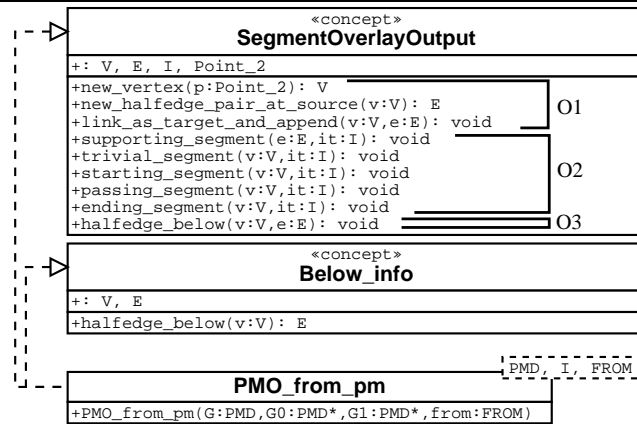 «concept»
SegmentOverlayOutput
+: V, E, I, Point_2
+new_vertex(p:Point_2): V
+new_halfedge_pair_at_source(v:V): E
+link_as_target_and_append(v:V,e:E): void
O1
+supporting_segment(e:E,it:I): void
+trivial_segment(v:V,it:I): void
+starting_segment(v:V,it:I): void
+passing_segment(v:V,it:I): void
+ending_segment(v:V,it:I): void
O2
+halfedge_below(v:V,e:E): void
O3
«concept»
Below_info
+: V, E
+halfedge_below(v:V): E
PMD, I, FROM
PMO_from_pm
+PMO_from_pm(G:PMD,G0:PMD*,G1:PMD*,from:FROM)